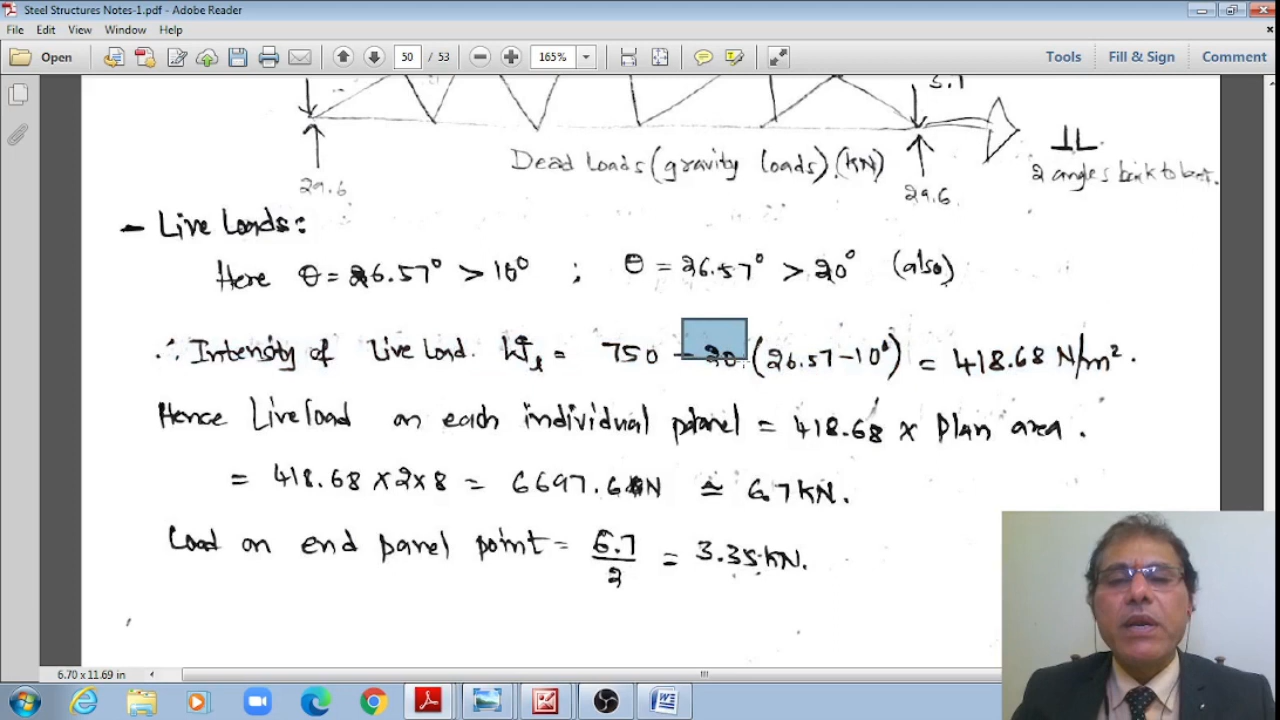 Steel Structures Notes-1.pdf - Adobe Reader
File Edit View Window Help
Open 50 / 53 165% Tools Fill & Sign Comment
5.7
Dead Loads (gravity loads) (KN)
2 angles back to back.
29.6
29.6
- Live Loads:
Here θ = 26.57° > 10° ; θ = 26.57° > 20° (also)
∴ Intensity of Live Load. Wl = 750 - 20 (26.57-10°) = 418.68 N/m².
Hence Live load on each individual panel = 418.68 × Plan area.
= 418.68 × 2 × 8 = 6697.6 N ≃ 6.7 KN.
Load on end panel point = 6.7/2 = 3.35 KN.
6.70 x 11.69 in